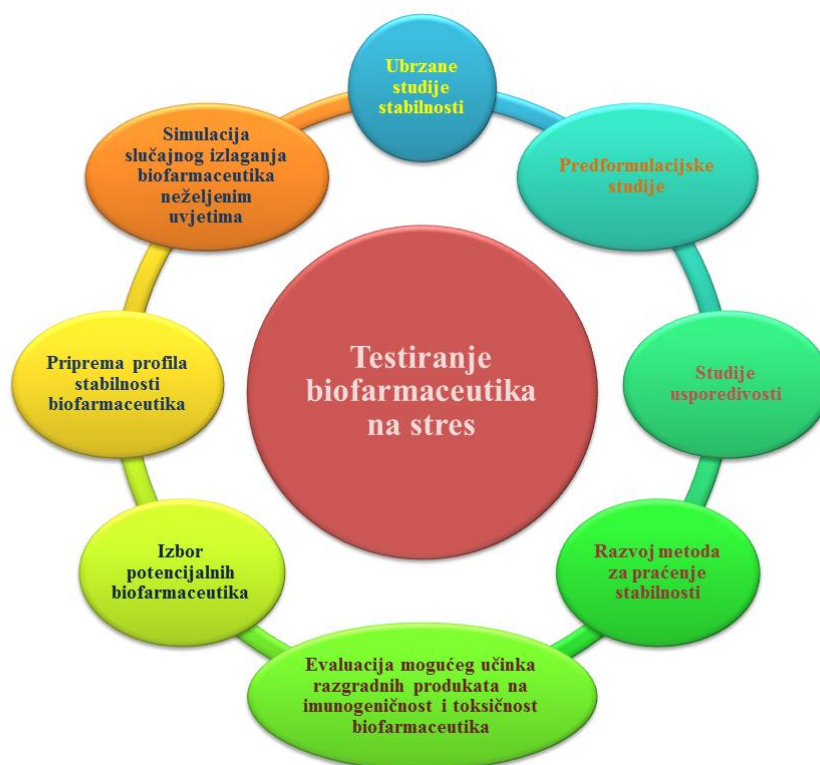 Ubrzane
studije
stabilnosti
Predformulacijske
studije
Studije
usporedivosti
Razvoj metoda
za praćenje
stabilnosti
Evaluacija mogućeg učinka
razgradnih produkata na
imunogeničnost i toksičnost
biofarmaceutika
Izbor
potencijalnih
biofarmaceutika
Priprema profila
stabilnosti
biofarmaceutika
Simulacija
slučajnog izlaganja
biofarmaceutika
neželjenim
uvjetima
Testiranje
biofarmaceutika
na stres